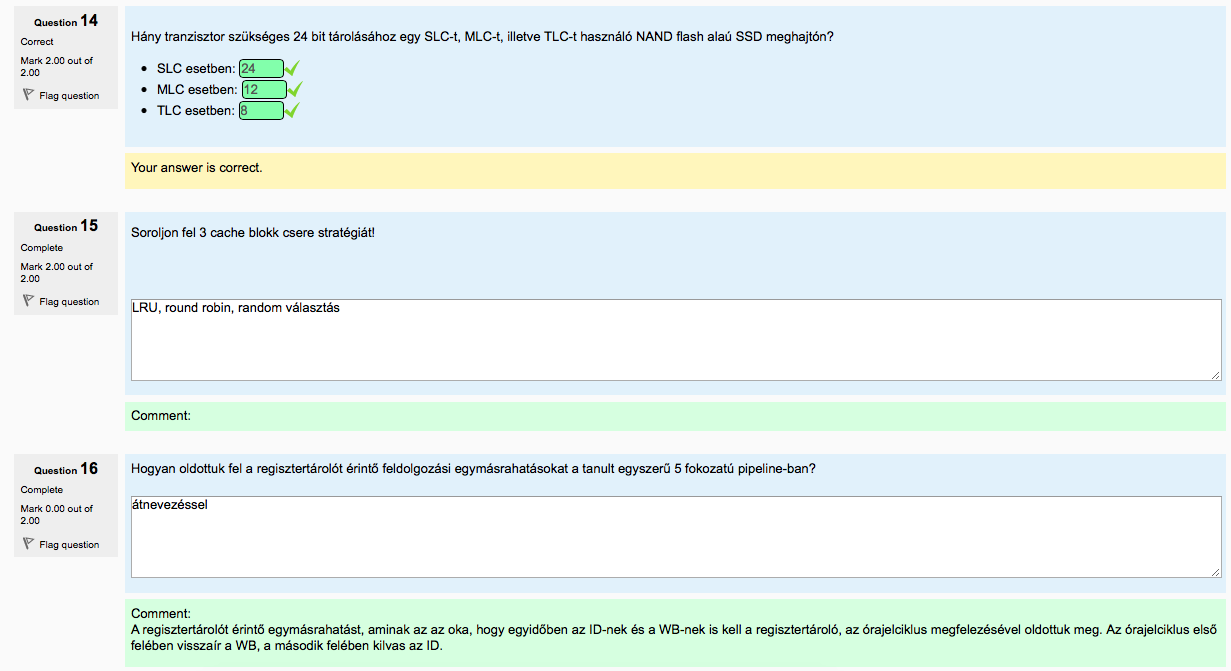 Question 14
Correct
Mark 2.00 out of
2.00
Flag question
Hány tranzisztor szükséges 24 bit tárolásához egy SLC-t, MLC-t, illetve TLC-t használó NAND flash alaú SSD meghajtón?
SLC esetben: 24
MLC esetben: 12
TLC esetben: 8
Your answer is correct.
Question 15
Complete
Mark 2.00 out of
2.00
Flag question
Soroljon fel 3 cache blokk csere stratégiát!
LRU, round robin, random választás
Comment:
Question 16
Complete
Mark 0.00 out of
2.00
Flag question
Hogyan oldottuk fel a regisztertárolót érintő feldolgozási egymásrahatásokat a tanult egyszerű 5 fokozatú pipeline-ban?
átnevezéssel
Comment:
A regisztertárolót érintő egymásrahatást, aminak az az oka, hogy egyidőben az ID-nek és a WB-nek is kell a regisztertároló, az órajelciklus megfelezésével oldottuk meg. Az órajelciklus első
felében visszaír a WB, a második felében kilvas az ID.